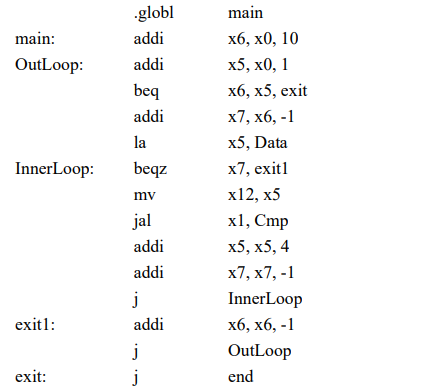 .globl main
main: addi x6, x0, 10
OutLoop: addi x5, x0, 1
beq x6, x5, exit
addi x7, x6, -1
la x5, Data
InnerLoop: beqz x7, exit1
mv x12, x5
jal x1, Cmp
addi x5, x5, 4
addi x7, x7, -1
j InnerLoop
exit1: addi x6, x6, -1
j OutLoop
exit: j end